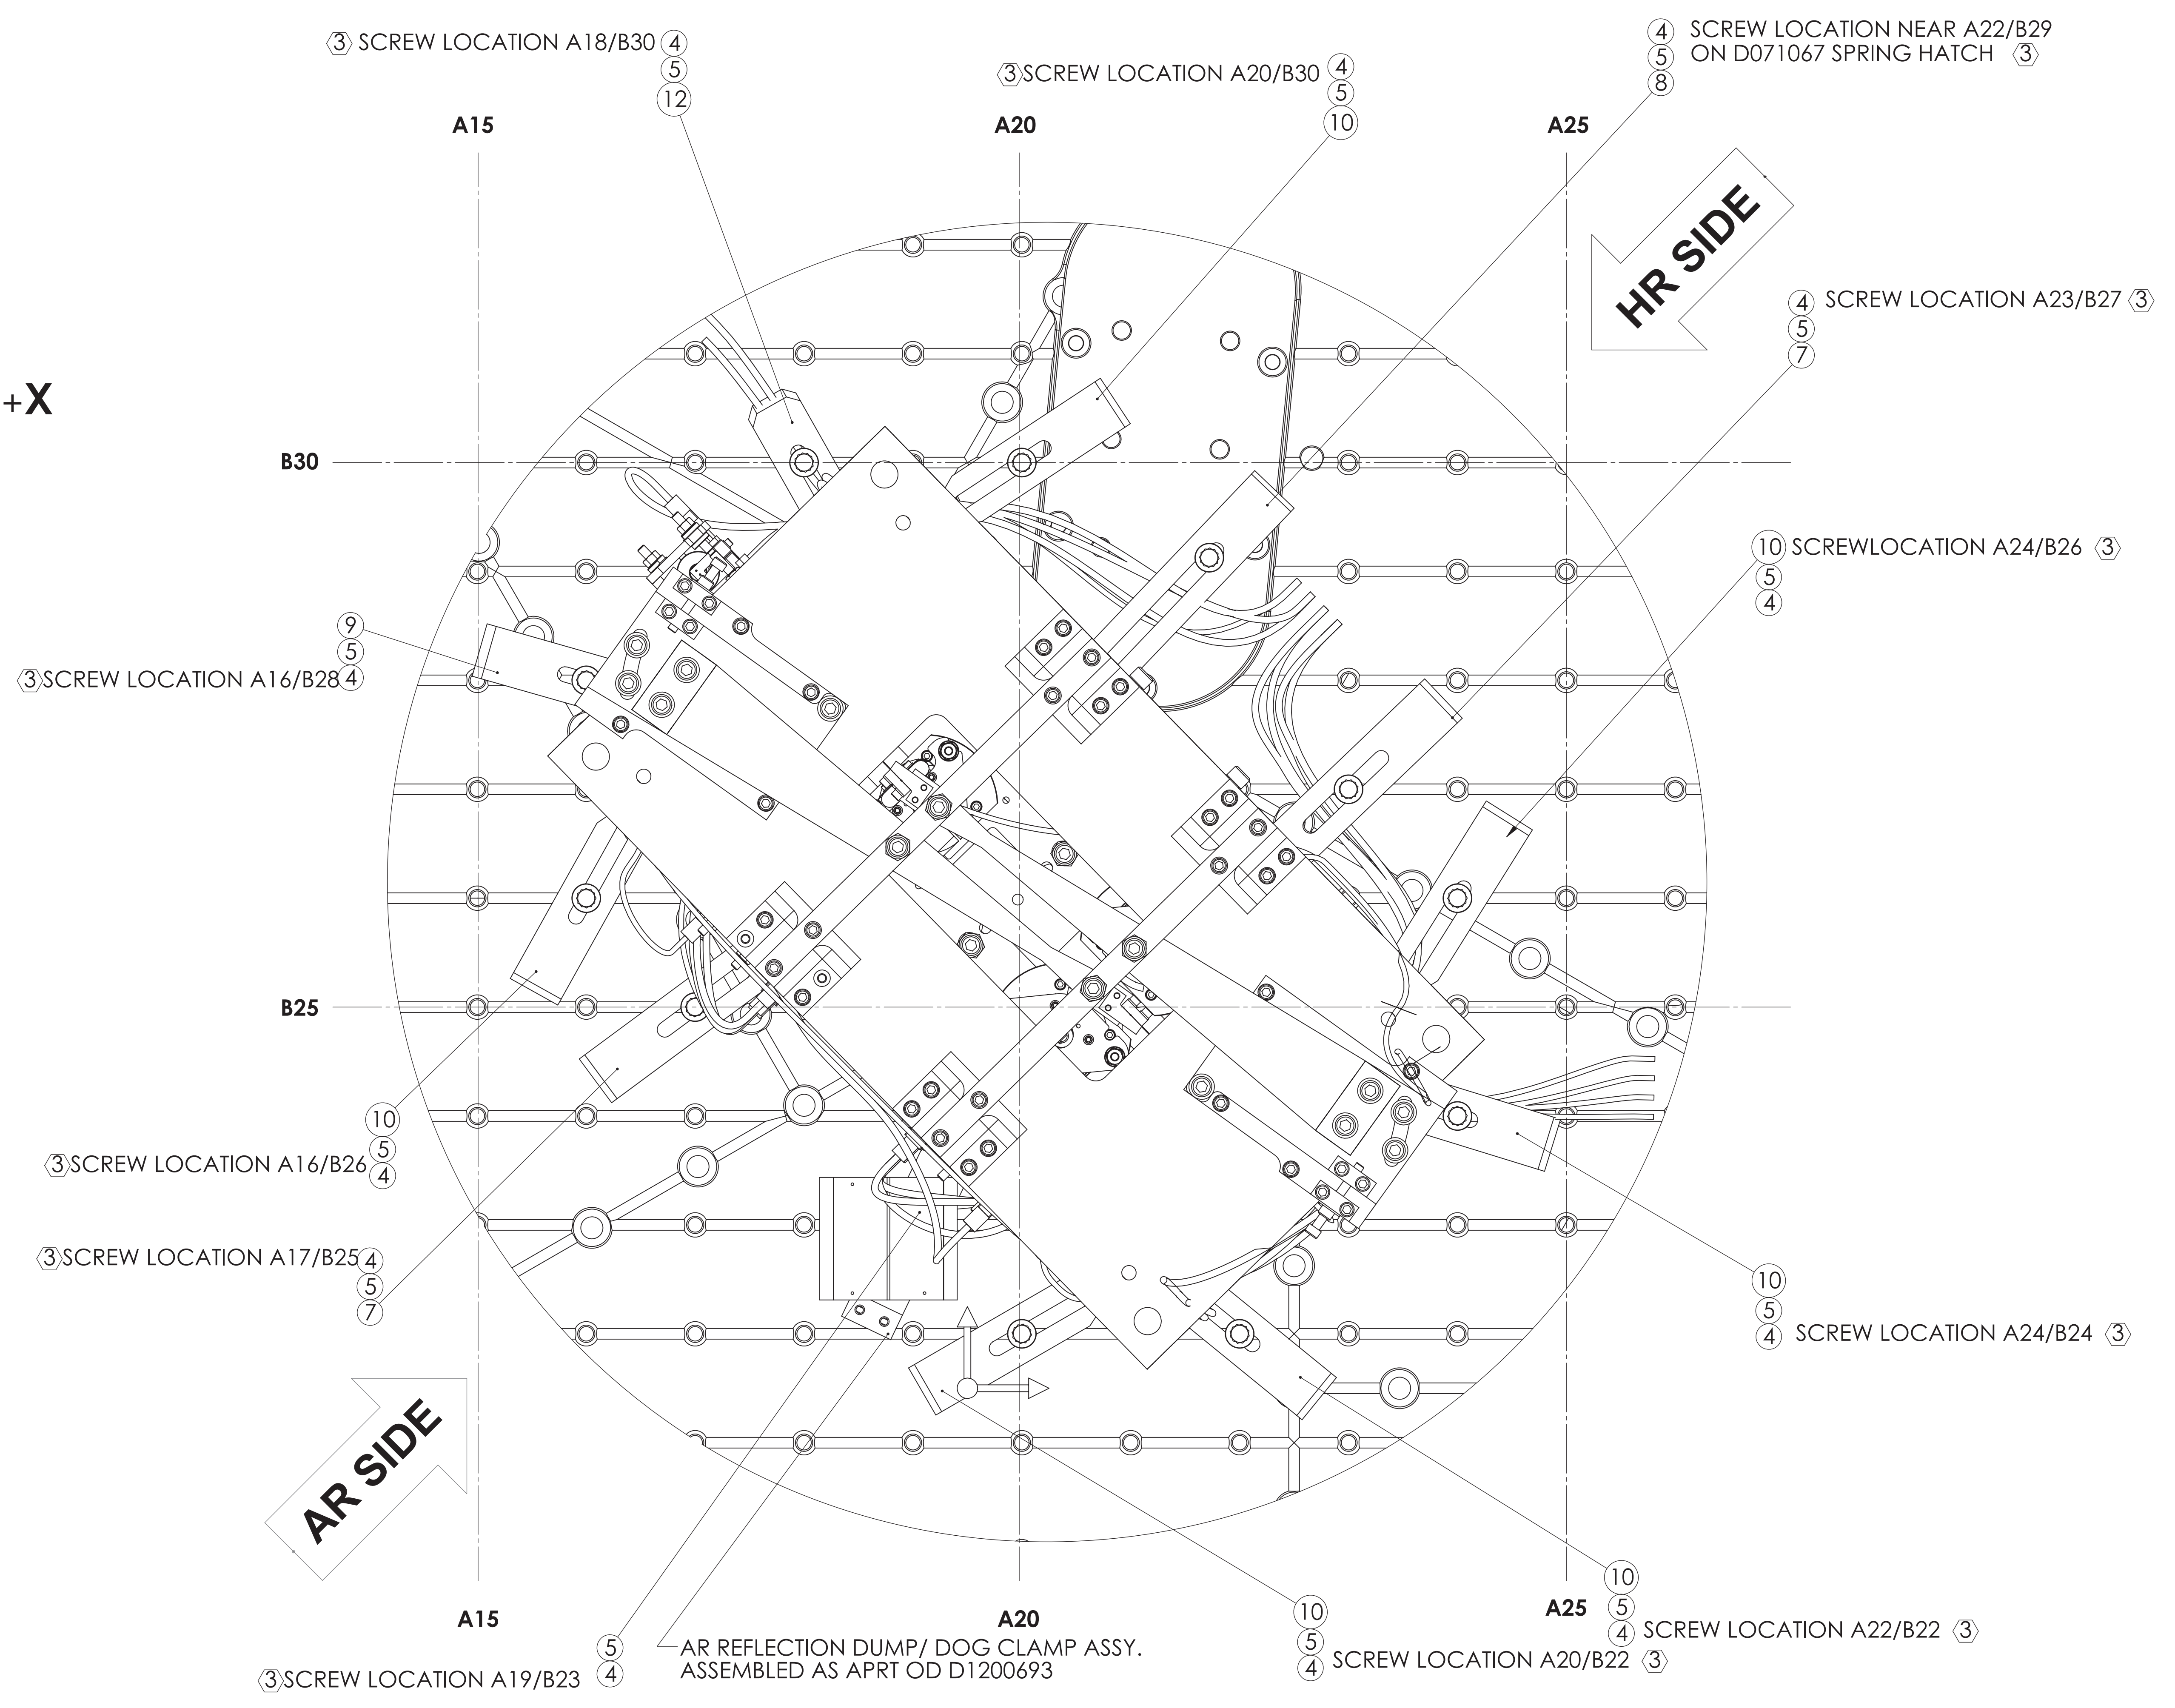 3 SCREW LOCATION A18/B30 4
5
12
3 SCREW LOCATION A20/B30 4
5
10
4 SCREW LOCATION NEAR A22/B29
5 ON D071067 SPRING HATCH 3
8
A15
A20
A25
HR SIDE
4 SCREW LOCATION A23/B27 3
5
7
+X
B30
10 SCREWLOCATION A24/B26 3
5
4
9
5
3 SCREW LOCATION A16/B28 4
B25
10
5
3 SCREW LOCATION A16/B26 4
3 SCREW LOCATION A17/B25 4
5
7
10
5
4 SCREW LOCATION A24/B24 3
AR SIDE
A15
A20
A25
10
5
4 SCREW LOCATION A22/B22 3
10
5
4 SCREW LOCATION A20/B22 3
AR REFLECTION DUMP/ DOG CLAMP ASSY.
ASSEMBLED AS APRT OD D1200693
5
3 SCREW LOCATION A19/B23 4